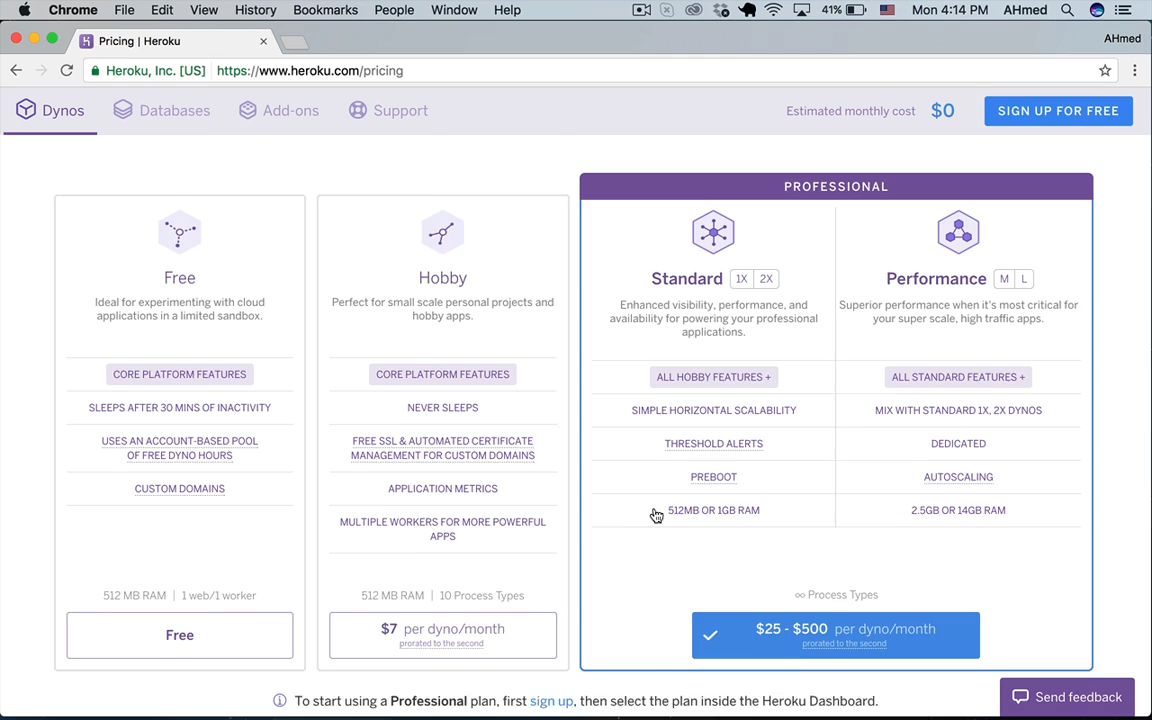 Chrome File Edit View History Bookmarks People Window Help 41% Mon 4:14 PM AHmed
Pricing | Heroku
AHmed
Heroku, Inc. [US] https://www.heroku.com/pricing
Dynos Databases Add-ons Support Estimated monthly cost $0 SIGN UP FOR FREE
Free
Ideal for experimenting with cloud
applications in a limited sandbox.
CORE PLATFORM FEATURES
SLEEPS AFTER 30 MINS OF INACTIVITY
USES AN ACCOUNT-BASED POOL
OF FREE DYNO HOURS
CUSTOM DOMAINS
512 MB RAM | 1 web/1 worker
Free
Hobby
Perfect for small scale personal projects and
hobby apps.
CORE PLATFORM FEATURES
NEVER SLEEPS
FREE SSL & AUTOMATED CERTIFICATE
MANAGEMENT FOR CUSTOM DOMAINS
APPLICATION METRICS
MULTIPLE WORKERS FOR MORE POWERFUL
APPS
512 MB RAM | 10 Process Types
$7 per dyno/month
prorated to the second
PROFESSIONAL
Standard 1X 2X
Enhanced visibility, performance, and
availability for powering your professional
applications.
ALL HOBBY FEATURES +
SIMPLE HORIZONTAL SCALABILITY
THRESHOLD ALERTS
PREBOOT
512MB OR 1GB RAM
Performance M L
Superior performance when it's most critical for
your super scale, high traffic apps.
ALL STANDARD FEATURES +
MIX WITH STANDARD 1X, 2X DYNOS
DEDICATED
AUTOSCALING
2.5GB OR 14GB RAM
∞ Process Types
$25 - $500 per dyno/month
prorated to the second
To start using a Professional plan, first sign up, then select the plan inside the Heroku Dashboard.
Send feedback